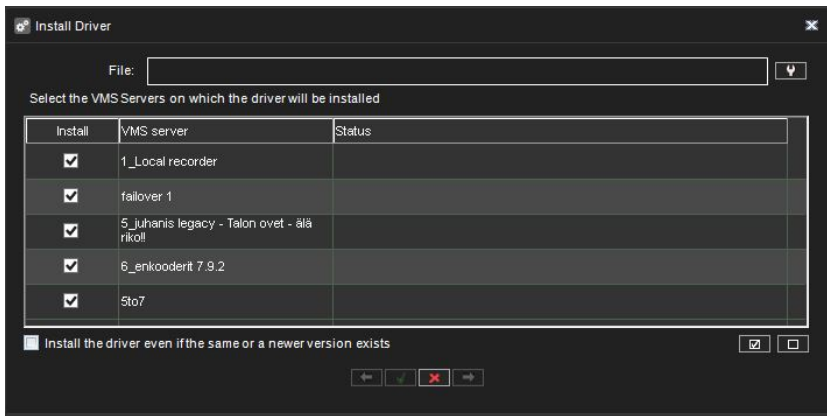 Install Driver
File:
Select the VMS Servers on which the driver will be installed
Install VMS server Status
1_Local recorder
failover 1
5_juhanis legacy - Talon ovet - älä
riko!!
6_enkooderit 7.9.2
5to7
Install the driver even if the same or a newer version exists